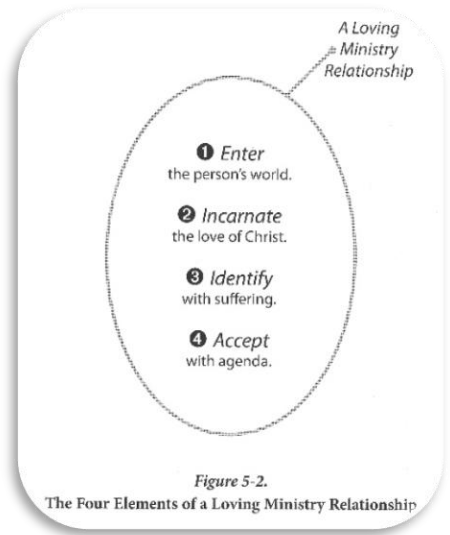 A Loving
Ministry
Relationship
❶ Enter
the person's world.
❷ Incarnate
the love of Christ.
❸ Identify
with suffering.
❹ Accept
with agenda.
Figure 5-2.
The Four Elements of a Loving Ministry Relationship